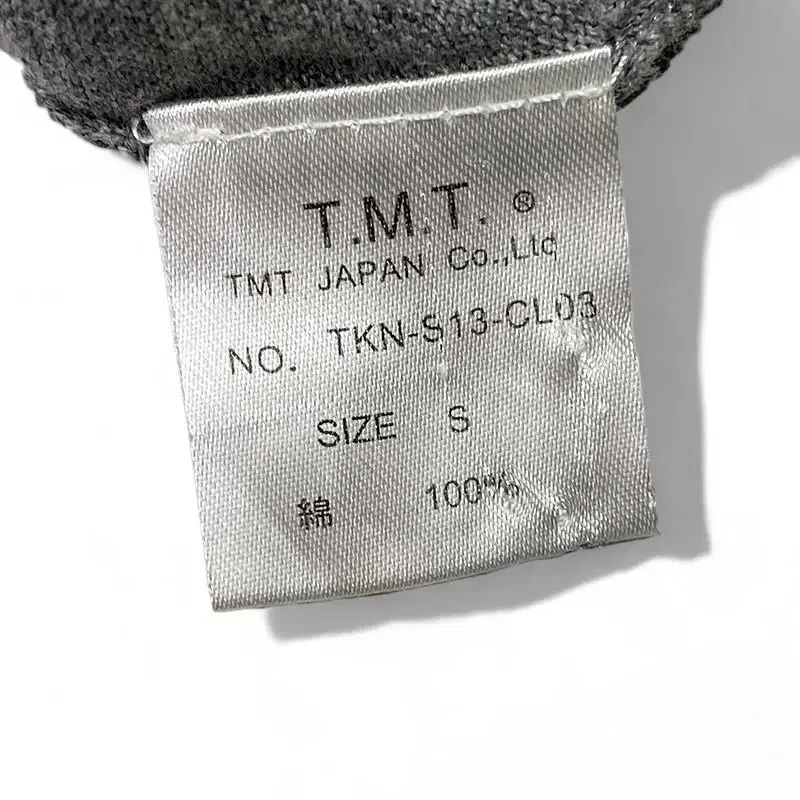 T.M.T.®
TMT JAPAN Co.,Ltd
NO. TKN-S13-CL03
SIZE S
綿 100%